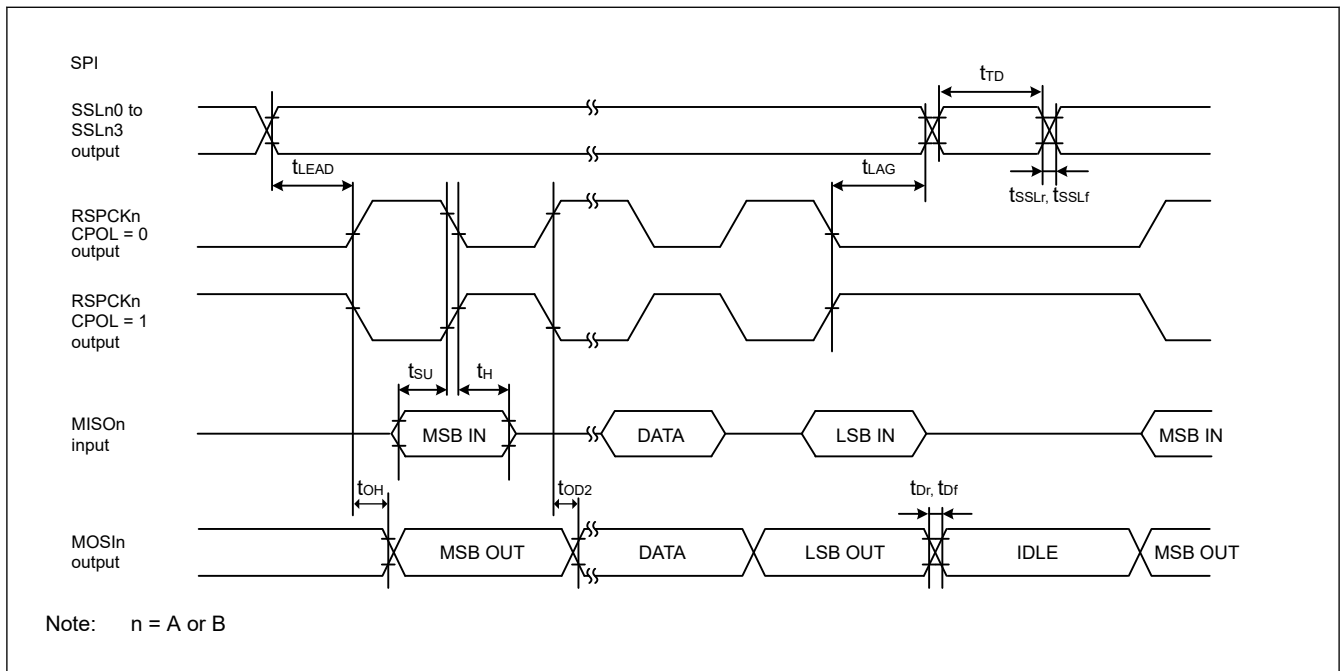 SPI
tTD
SSLn0 to
SSLn3
output
tLEAD
tLAG
tSSLr, tSSLf
RSPCKn
CPOL = 0
output
RSPCKn
CPOL = 1
output
tSU
tH
MISOn
input
MSB IN
DATA
LSB IN
MSB IN
tOH
tOD2
tDr, tDf
MOSIn
output
MSB OUT
DATA
LSB OUT
IDLE
MSB OUT
Note: n = A or B